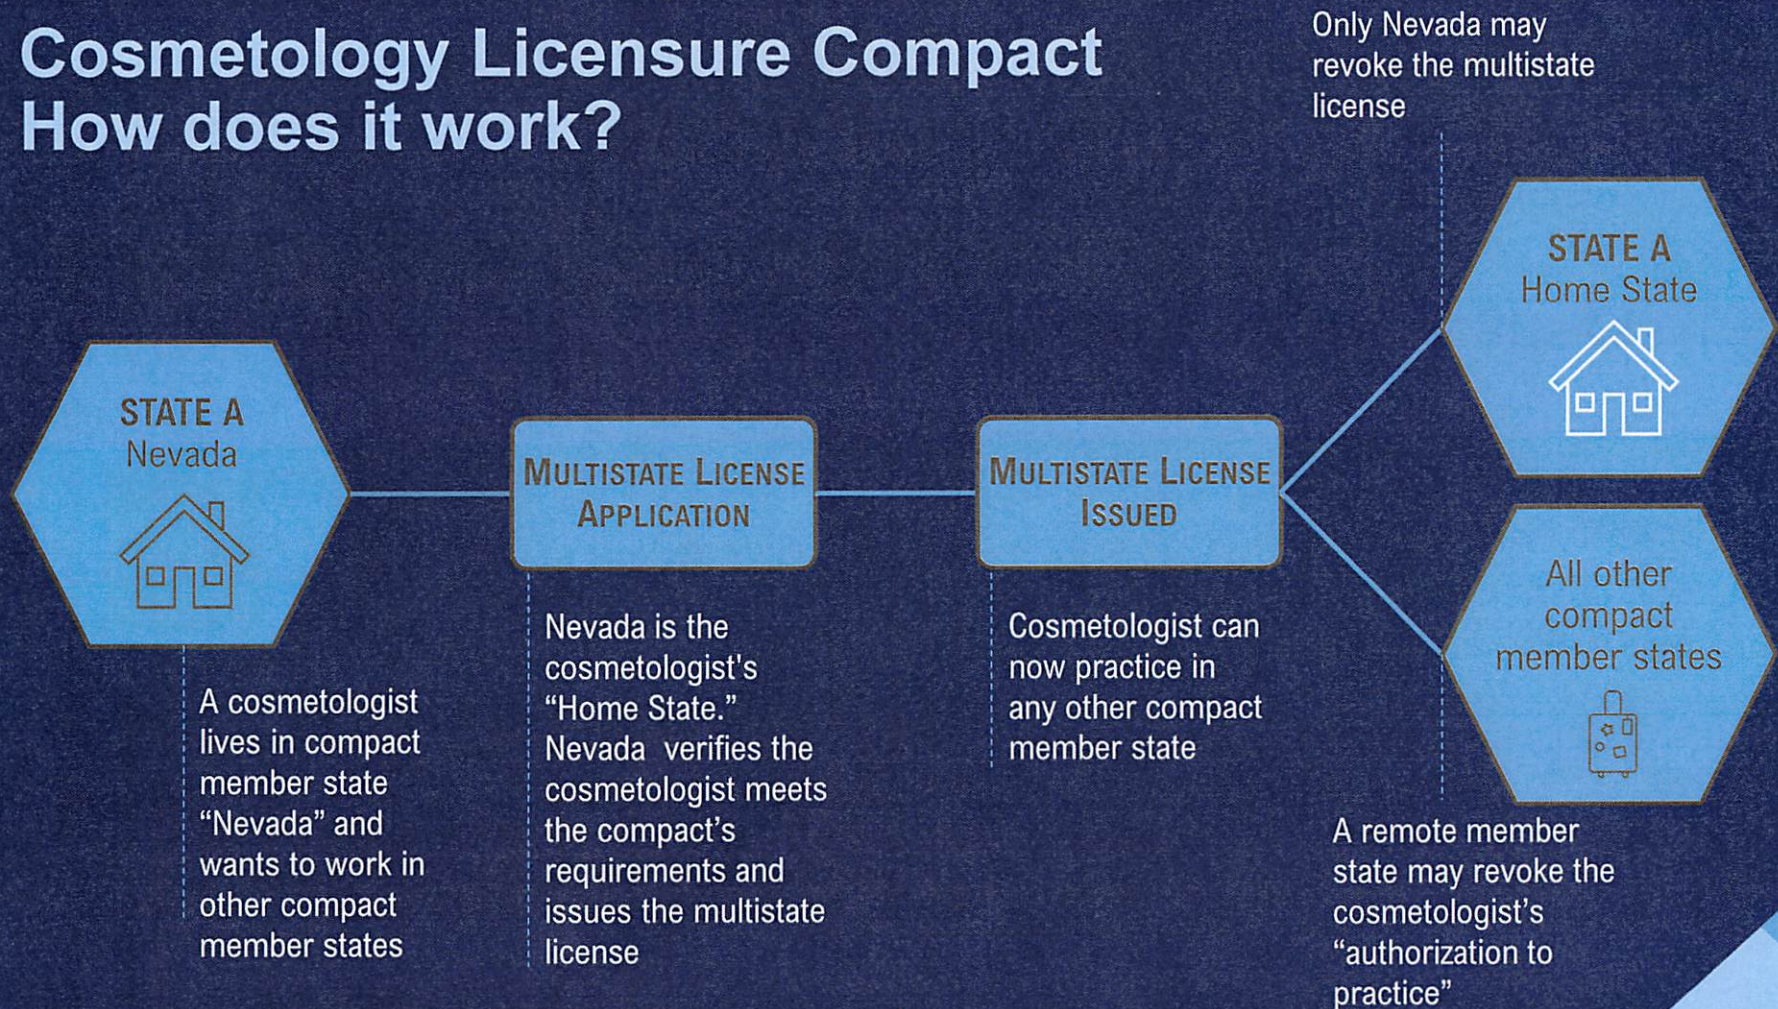 Cosmetology Licensure Compact
How does it work?
Only Nevada may
revoke the multistate
license
STATE A
Nevada
A cosmetologist
lives in compact
member state
“Nevada” and
wants to work in
other compact
member states
MULTISTATE LICENSE
APPLICATION
Nevada is the
cosmetologist's
“Home State.”
Nevada verifies the
cosmetologist meets
the compact’s
requirements and
issues the multistate
license
MULTISTATE LICENSE
ISSUED
Cosmetologist can
now practice in
any other compact
member state
STATE A
Home State
All other
compact
member states
A remote member
state may revoke the
cosmetologist’s
“authorization to
practice”